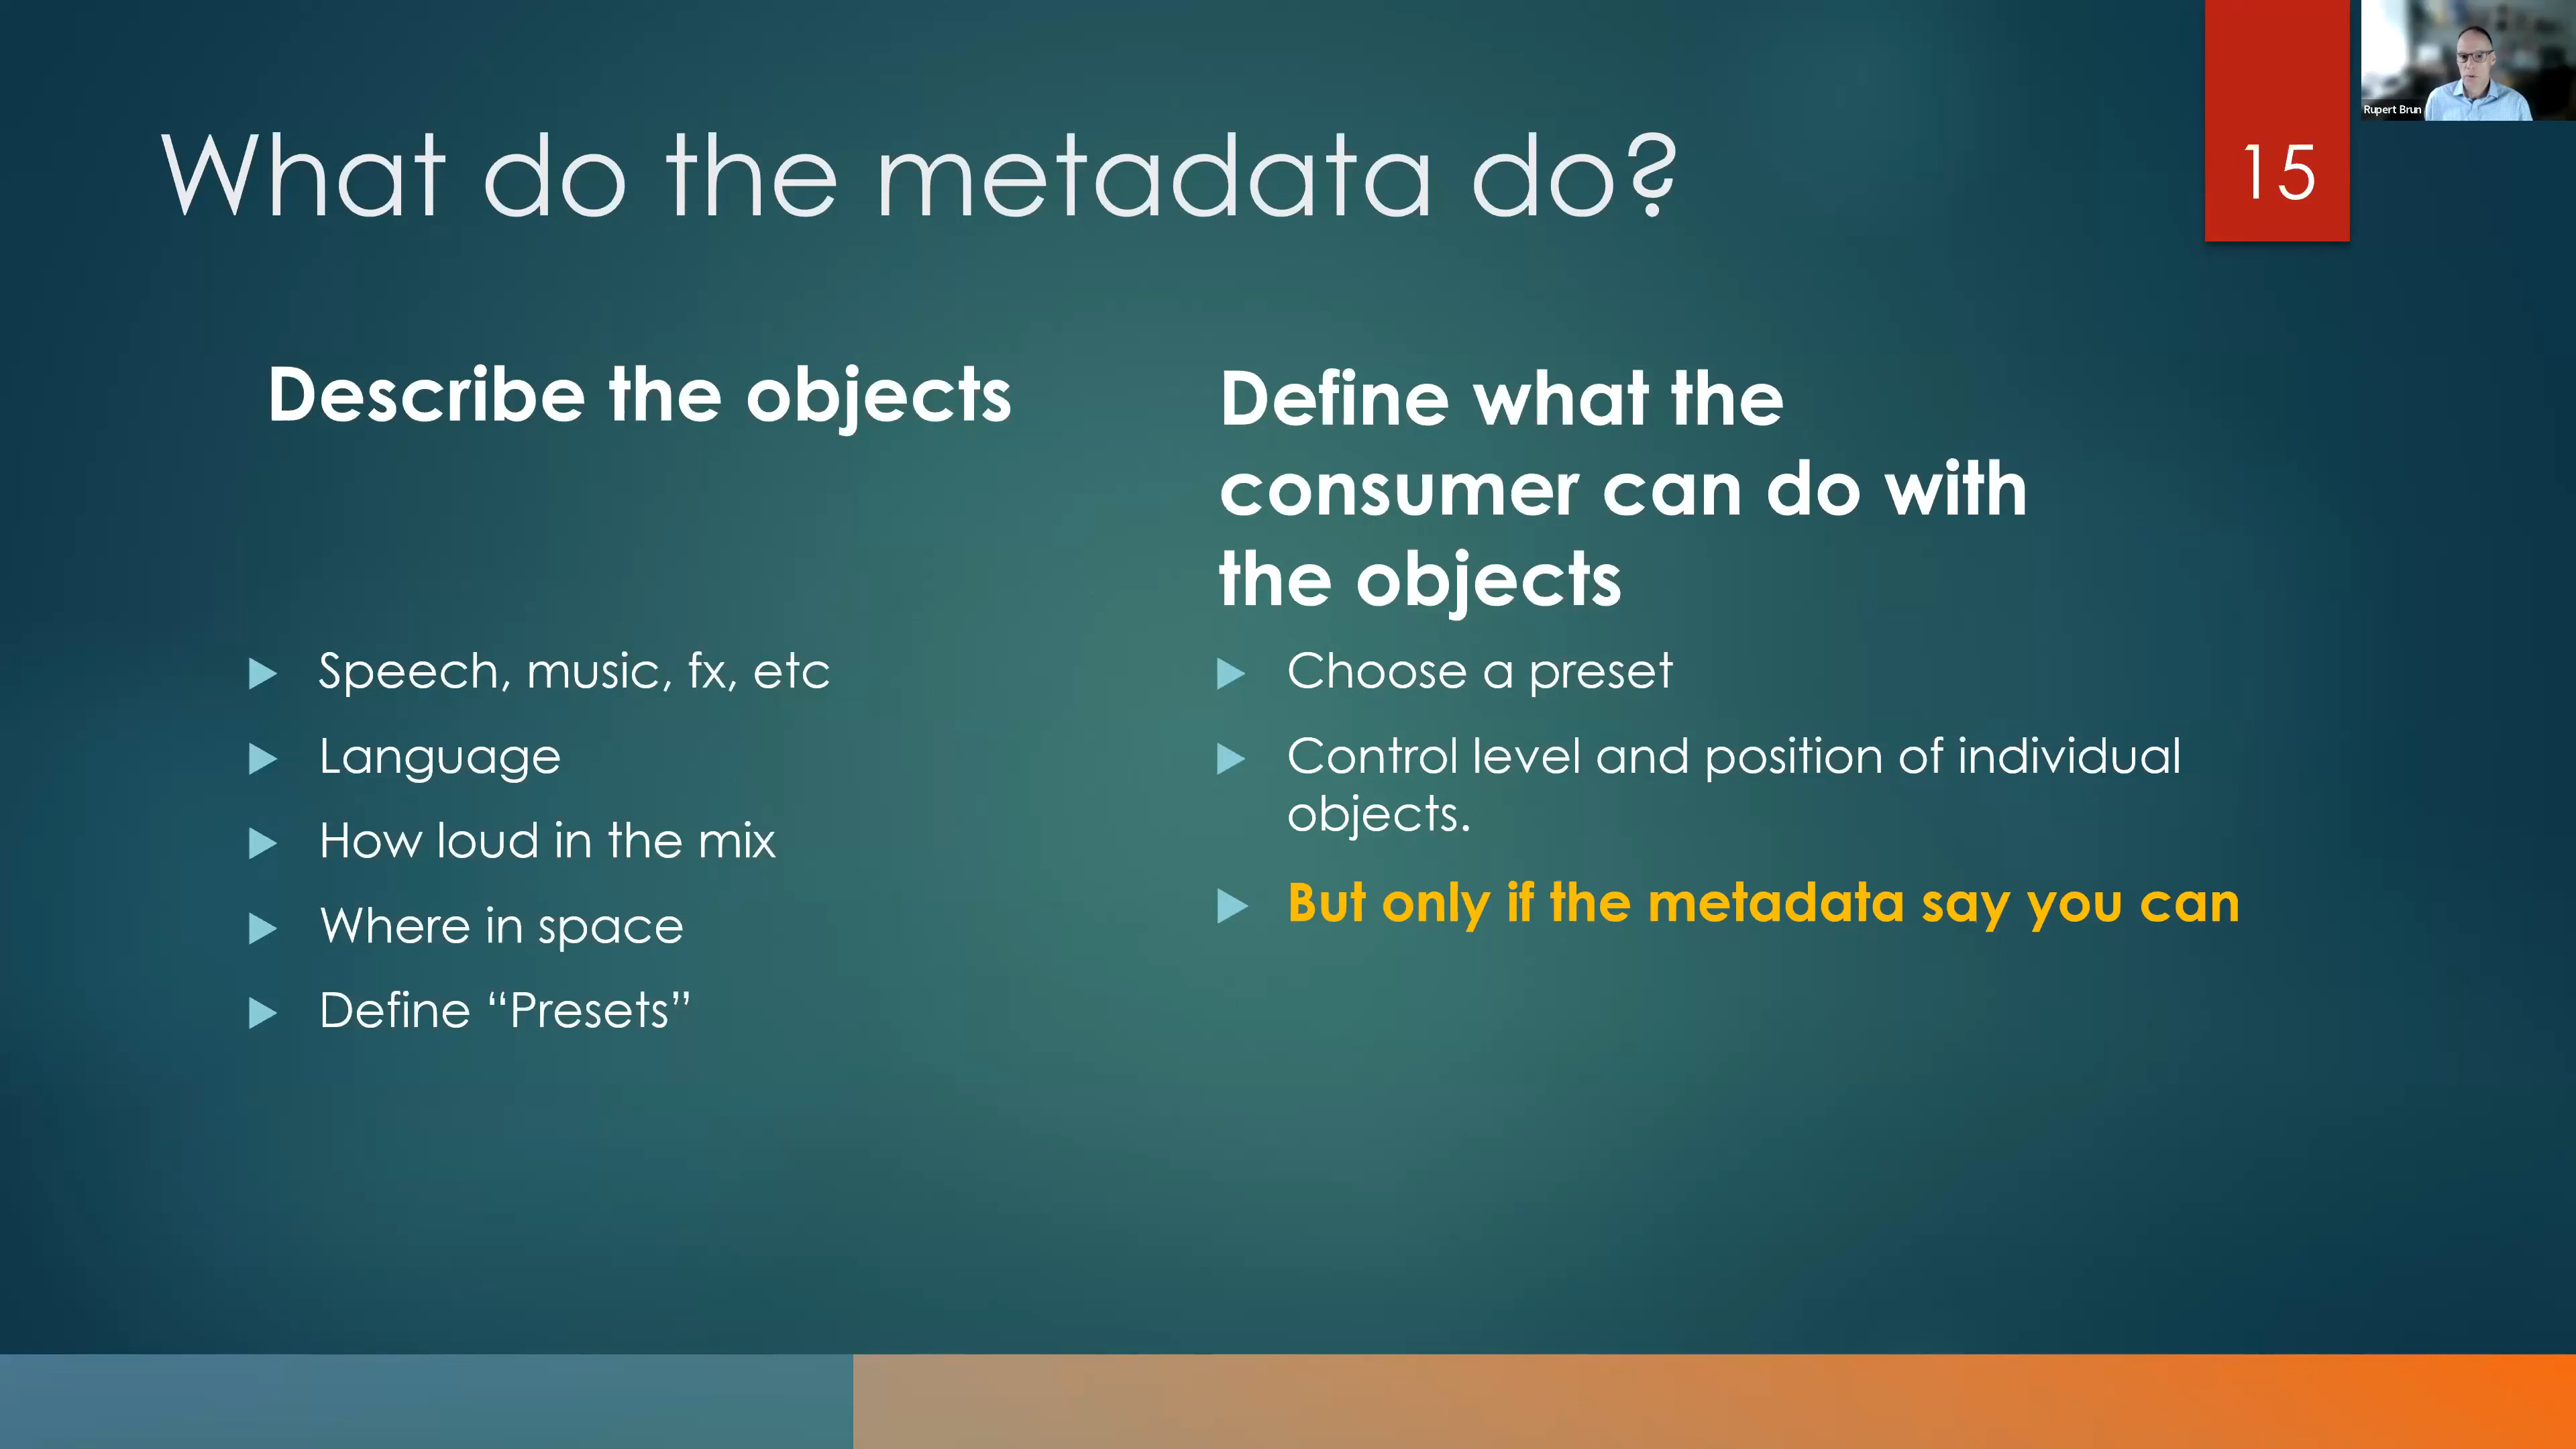 What do the metadata do?
15
Rupert Brun
Describe the objects
Speech, music, fx, etc
Language
How loud in the mix
Where in space
Define “Presets”
Define what the
consumer can do with
the objects
Choose a preset
Control level and position of individual
objects.
But only if the metadata say you can